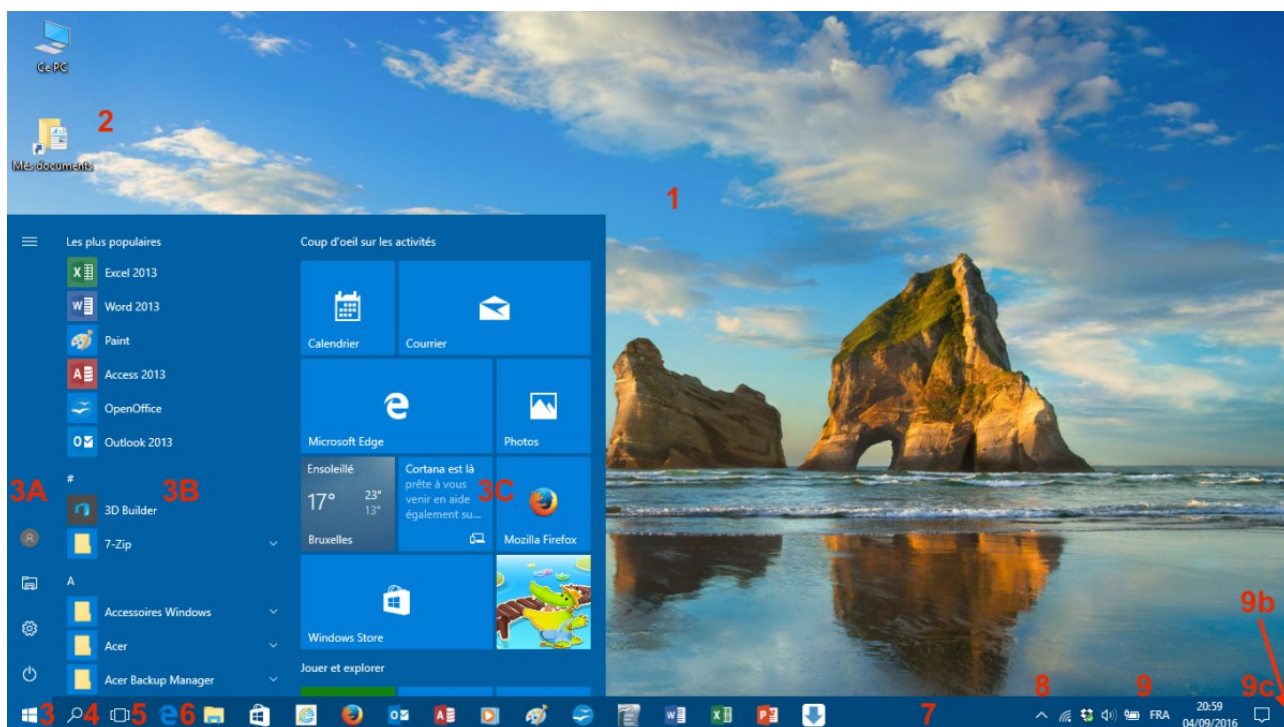 Ce PC
2
Mes documents
1
Les plus populaires
Excel 2013
Word 2013
Paint
Access 2013
OpenOffice
Outlook 2013
#
3A
3B
3D Builder
7-Zip
A
Accessoires Windows
Acer
Acer Backup Manager
Coup d'oeil sur les activités
Calendrier
Courrier
Microsoft Edge
Photos
Ensoleillé
17°
23°
13°
Bruxelles
Cortana est là
prête à vous
venir en aide
également su...
3C
Mozilla Firefox
Windows Store
Jouer et explorer
9b
8
9
9c
3
4
5
6
7
FRA
20:59
04/09/2016